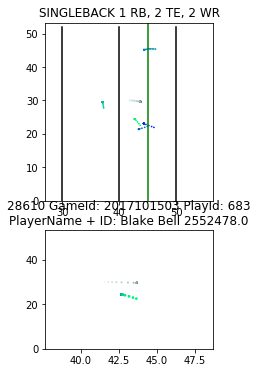 SINGLEBACK 1 RB, 2 TE, 2 WR
50
40
30
20
10
0
30 40 50
28610 GameId: 2017101503 PlayId: 683
PlayerName + ID: Blake Bell 2552478.0
40
20
0
40.0 42.5 45.0 47.5